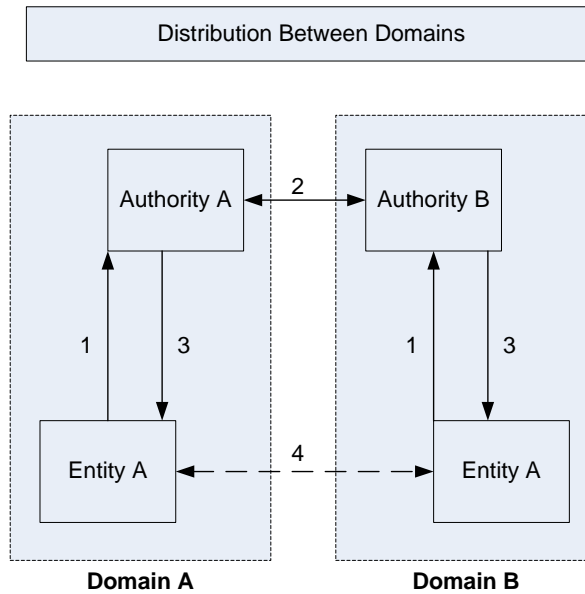 Distribution Between Domains
Authority A
2
Authority B
1
3
1
3
Entity A
4
Entity A
Domain A
Domain B